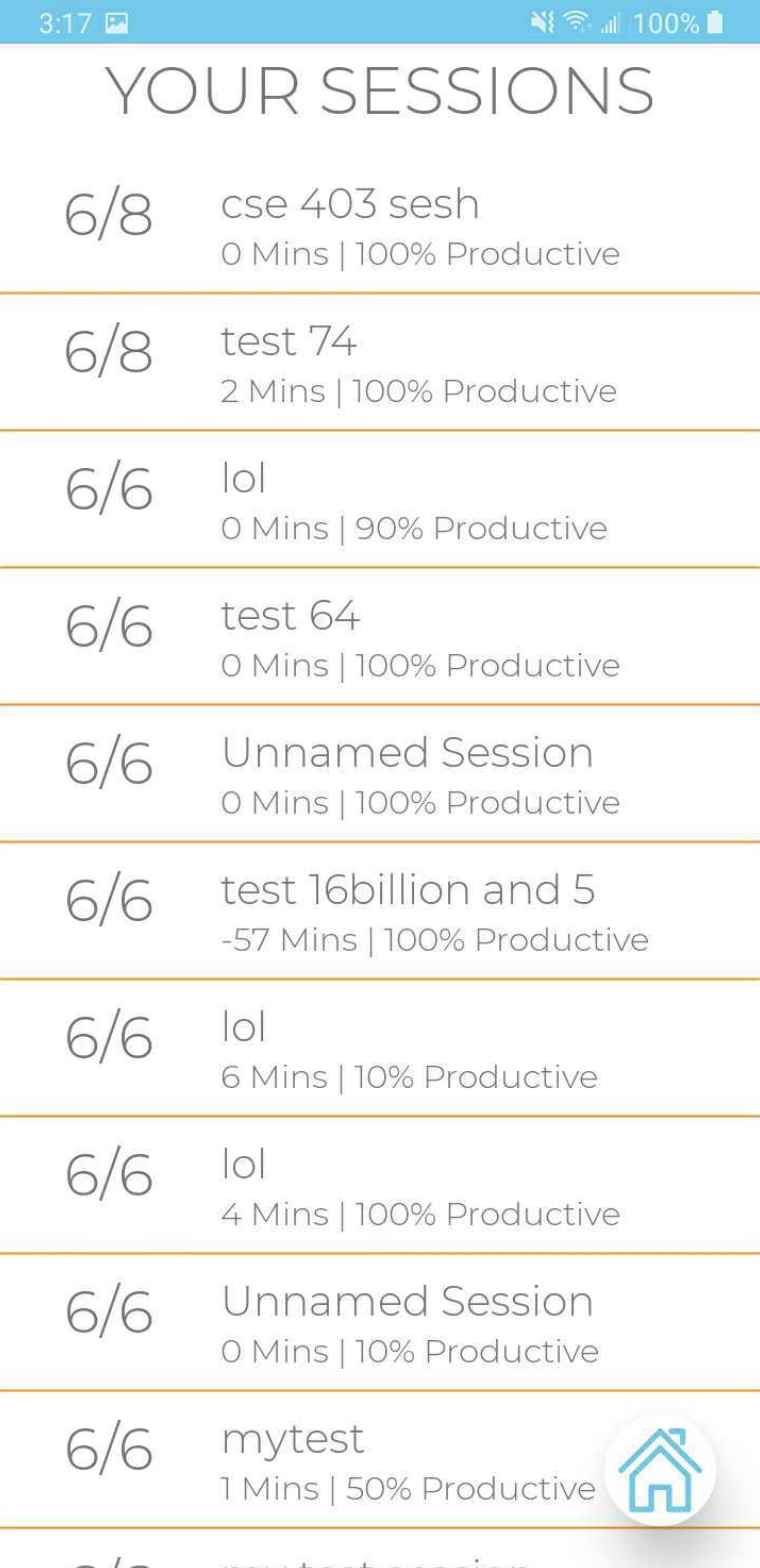 3:17 100%
YOUR SESSIONS
6/8 cse 403 sesh
0 Mins | 100% Productive
6/8 test 74
2 Mins | 100% Productive
6/6 lol
0 Mins | 90% Productive
6/6 test 64
0 Mins | 100% Productive
6/6 Unnamed Session
0 Mins | 100% Productive
6/6 test 16billion and 5
-57 Mins | 100% Productive
6/6 lol
6 Mins | 10% Productive
6/6 lol
4 Mins | 100% Productive
6/6 Unnamed Session
0 Mins | 10% Productive
6/6 mytest
1 Mins | 50% Productive